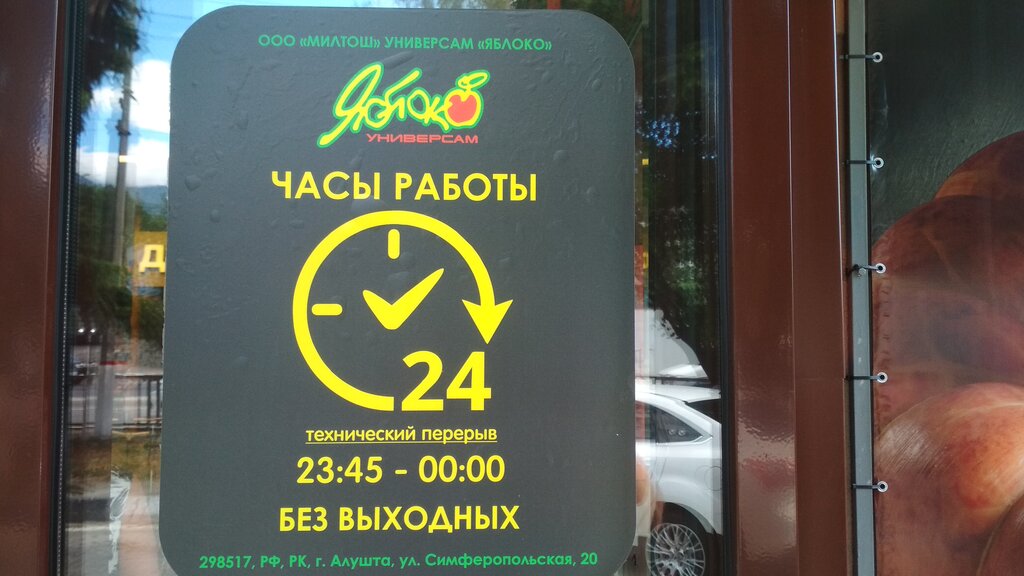 ООО «МИЛТОШ» УНИВЕРСАМ «ЯБЛОКО»
Яблоко
УНИВЕРСАМ
ЧАСЫ РАБОТЫ
24
технический перерыв
23:45 - 00:00
БЕЗ ВЫХОДНЫХ
298517, РФ, РК, г. Алушта, ул. Симферопольская, 20
Д